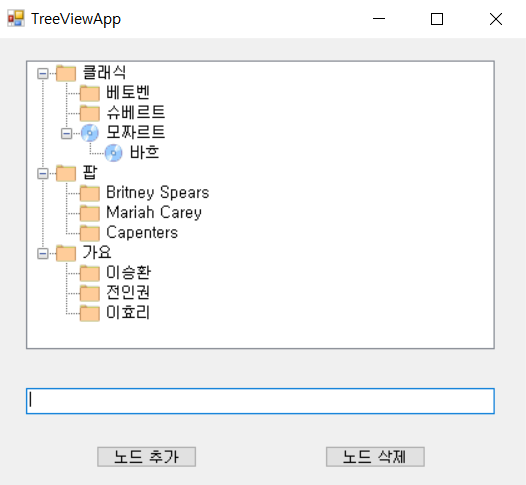 TreeViewApp
클래식
베토벤
슈베르트
모짜르트
바흐
팝
Britney Spears
Mariah Carey
Capenters
가요
이승환
전인권
이효리
노드 추가 노드 삭제